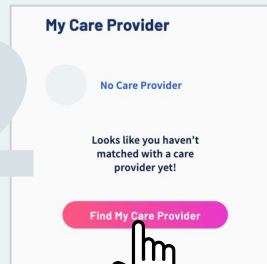 My Care Provider
2
No Care Provider
Looks like you haven't
matched with a care
provider yet!
Find My Care Provider